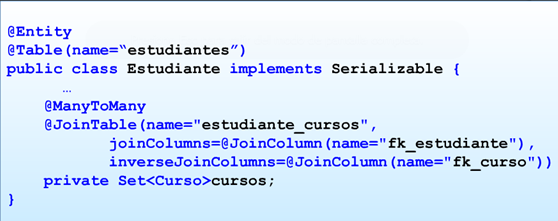 @Entity
@Table(name=“estudiantes”)
public class Estudiante implements Serializable {
…
@ManyToMany
@JoinTable(name="estudiante_cursos",
joinColumns=@JoinColumn(name="fk_estudiante"),
inverseJoinColumns=@JoinColumn(name="fk_curso"))
private Set<Curso>cursos;
}